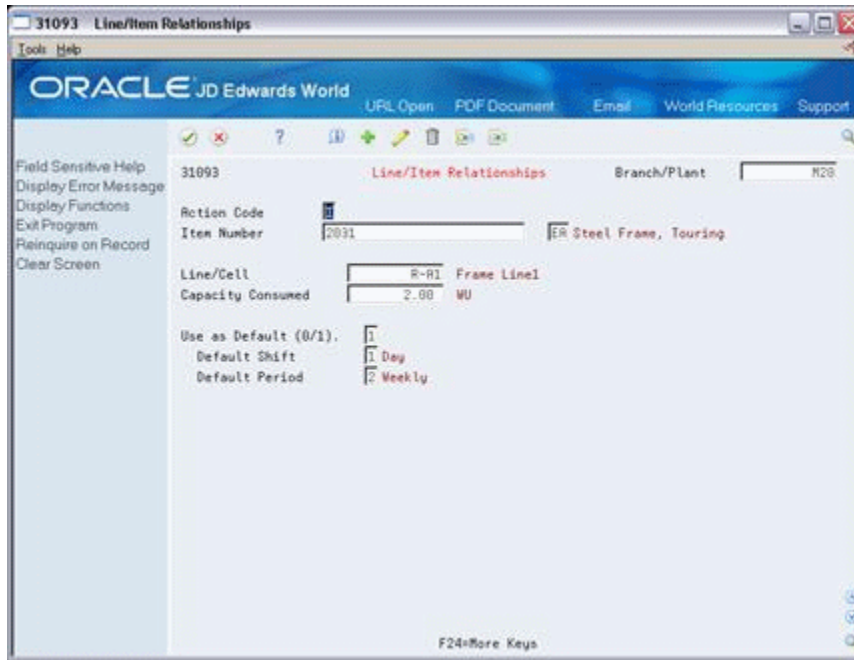 31093 Line/Item Relationships
Tools Help
ORACLE JD Edwards World
URL Open PDF Document Email World Resources Support
Field Sensitive Help
Display Error Message
Display Functions
Exit Program
Reinquire on Record
Clear Screen
31093 Line/Item Relationships Branch/Plant M20
Action Code I
Item Number 2031 EA Steel Frame, Touring
Line/Cell R-A1 Frame Line1
Capacity Consumed 2.00 WU
Use as Default (0/1). 1
Default Shift 1 Day
Default Period 2 Weekly
F24=More Keys